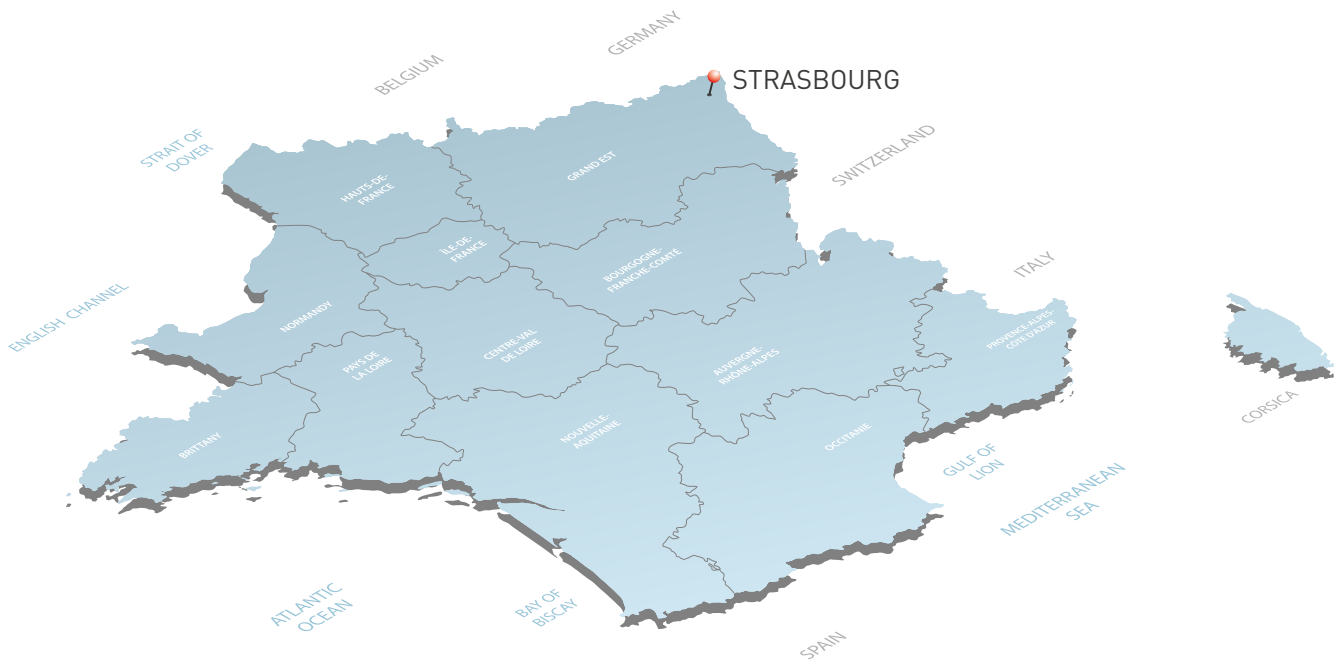 GERMANY
BELGIUM
STRASBOURG
STRAIT OF
DOVER
SWITZERLAND
GRAND EST
HAUTS-DE-
FRANCE
ÎLE-DE-
FRANCE
BOURGOGNE-
FRANCHE-COMTÉ
ITALY
ENGLISH CHANNEL
NORMANDY
PROVENCE-ALPES-
COTE D'AZUR
CENTRE-VAL
DE LOIRE
PAYS DE
LA LOIRE
AUVERGNE-
RHÔNE-ALPES
CORSICA
NOUVELLE-
AQUITAINE
OCCITANIE
BRITTANY
GULF OF
LION
MEDITERRANEAN
SEA
ATLANTIC
OCEAN
BAY OF
BISCAY
SPAIN